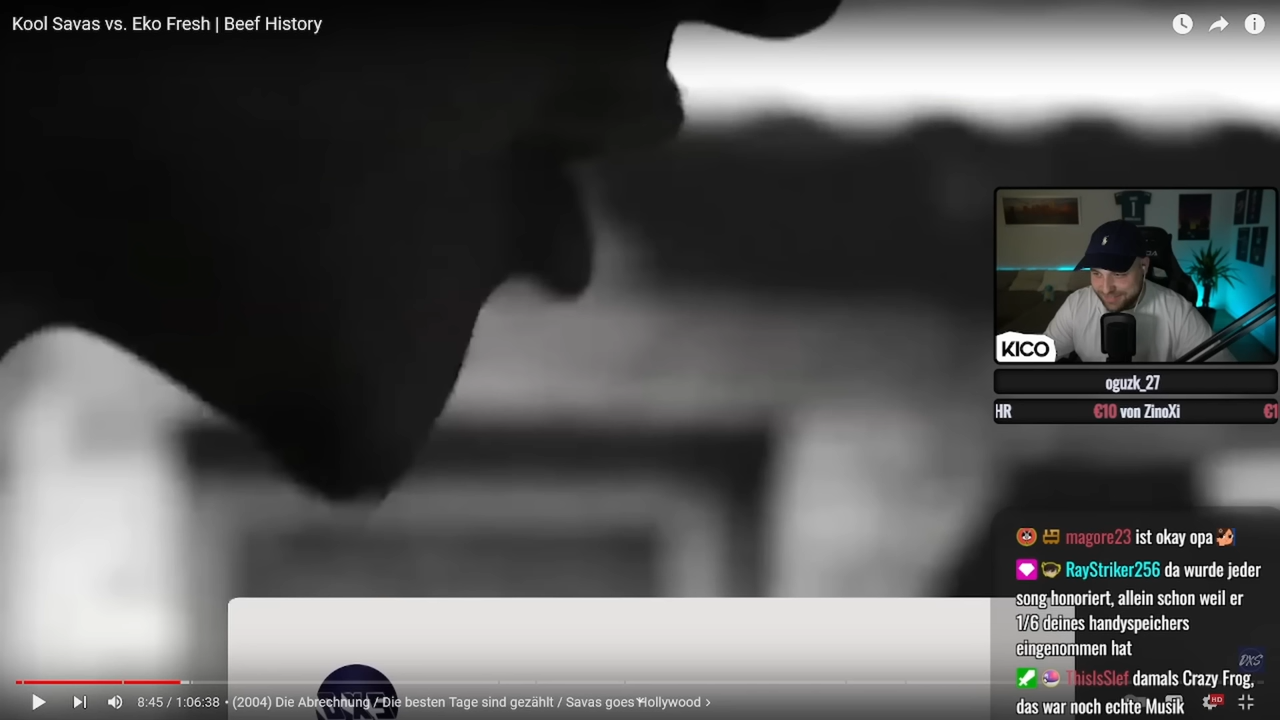 Kool Savas vs. Eko Fresh | Beef History
KICO
oguzk_27
HR €10 von ZinoXi €1
magore23 ist okay opa
RayStriker256 da wurde jeder
song honoriert, allein schon weil er
1/6 deines handyspeichers
eingenommen hat
DXS
ThisIsSlef damals Crazy Frog,
das war noch echte Musik
8:45 / 1:06:38 • (2004) Die Abrechnung / Die besten Tage sind gezählt / Savas goes Hollywood >
HD